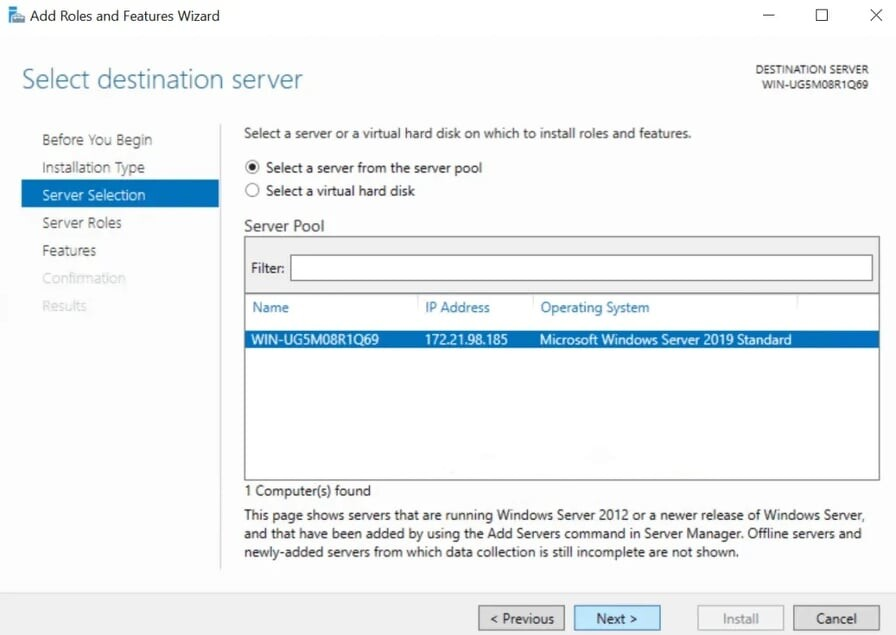 Add Roles and Features Wizard
Select destination server
DESTINATION SERVER
WIN-UG5M08R1Q69
Before You Begin
Installation Type
Server Selection
Server Roles
Features
Confirmation
Results
Select a server or a virtual hard disk on which to install roles and features.
Select a server from the server pool
Select a virtual hard disk
Server Pool
Filter:
Name IP Address Operating System
WIN-UG5M08R1Q69 172.21.98.185 Microsoft Windows Server 2019 Standard
1 Computer(s) found
This page shows servers that are running Windows Server 2012 or a newer release of Windows Server,
and that have been added by using the Add Servers command in Server Manager. Offline servers and
newly-added servers from which data collection is still incomplete are not shown.
< Previous Next > Install Cancel